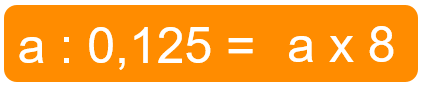 a : 0,125 = a x 8